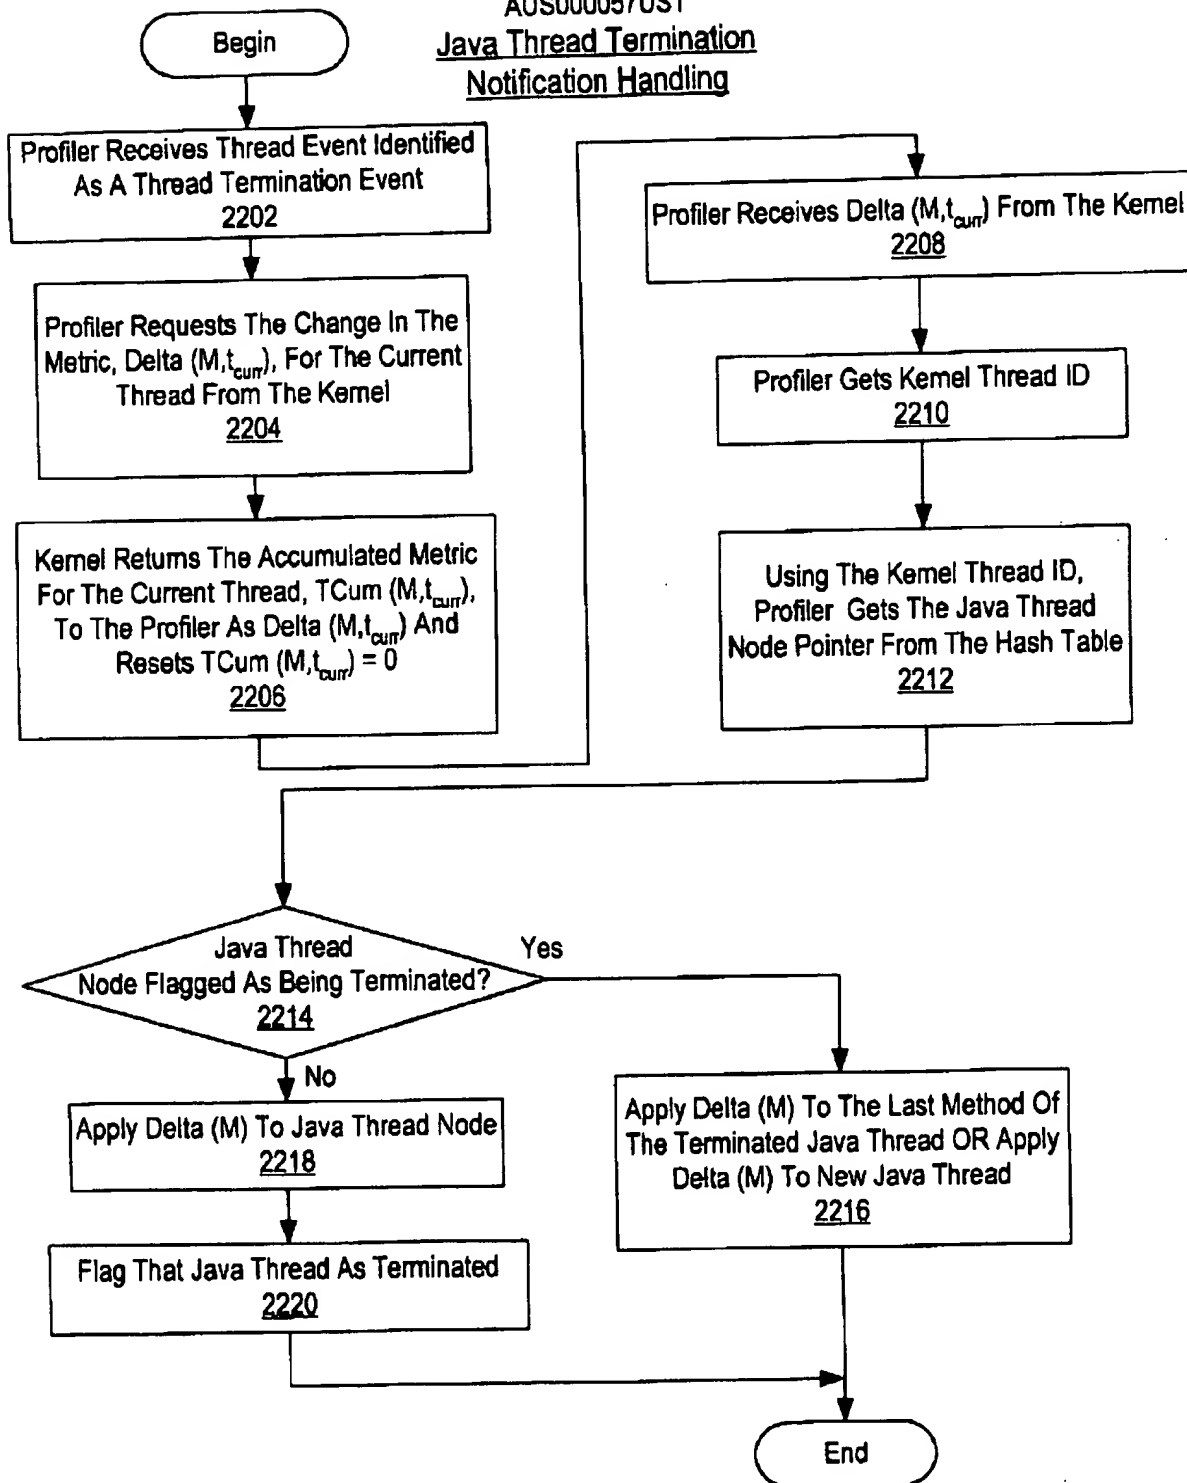 AUS000057US1
Java Thread Termination
Notification Handling
Begin
Profiler Receives Thread Event Identified
As A Thread Termination Event
2202
Profiler Requests The Change In The
Metric, Delta (M,tcurr), For The Current
Thread From The Kernel
2204
Kernel Returns The Accumulated Metric
For The Current Thread, TCum (M,tcurr),
To The Profiler As Delta (M,tcurr) And
Resets TCum (M,tcurr) = 0
2206
Profiler Receives Delta (M,tcurr) From The Kernel
2208
Profiler Gets Kernel Thread ID
2210
Using The Kernel Thread ID,
Profiler Gets The Java Thread
Node Pointer From The Hash Table
2212
Java Thread
Node Flagged As Being Terminated?
2214
Yes
No
Apply Delta (M) To Java Thread Node
2218
Flag That Java Thread As Terminated
2220
Apply Delta (M) To The Last Method Of
The Terminated Java Thread OR Apply
Delta (M) To New Java Thread
2216
End